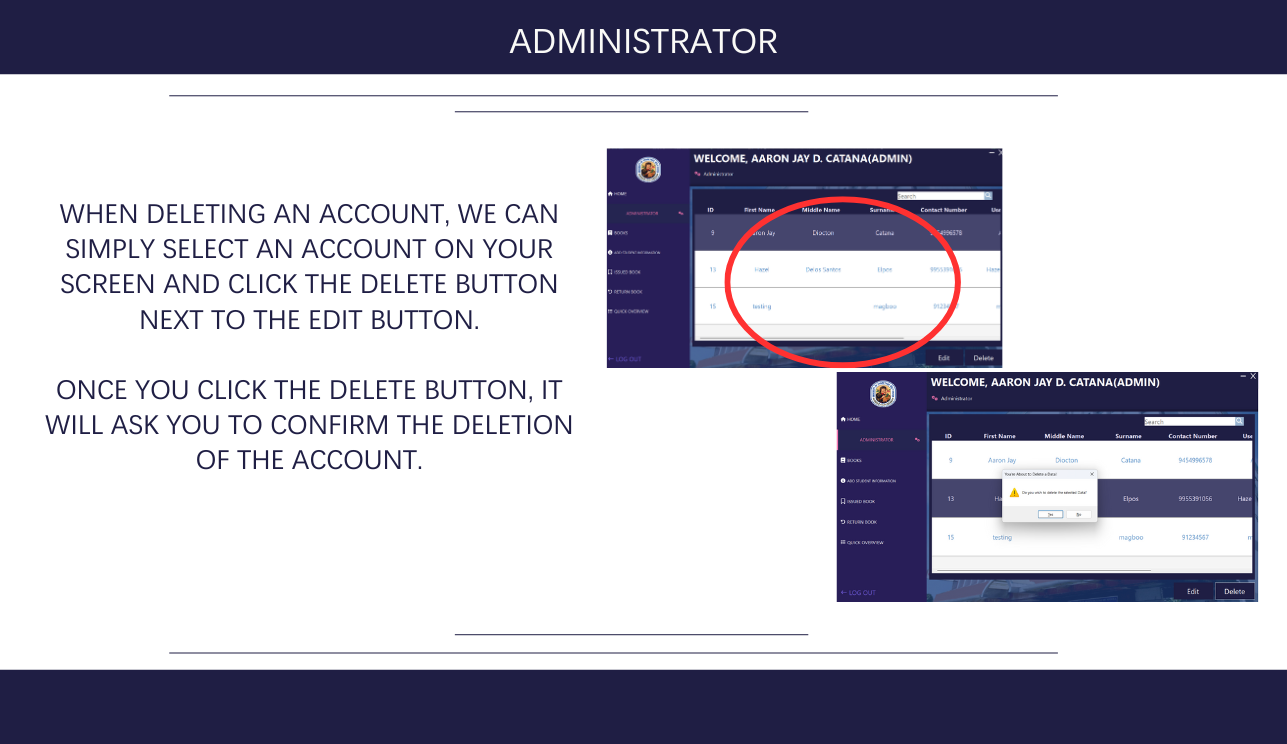 ADMINISTRATOR
WHEN DELETING AN ACCOUNT, WE CAN
SIMPLY SELECT AN ACCOUNT ON YOUR
SCREEN AND CLICK THE DELETE BUTTON
NEXT TO THE EDIT BUTTON.
ONCE YOU CLICK THE DELETE BUTTON, IT
WILL ASK YOU TO CONFIRM THE DELETION
OF THE ACCOUNT.
WELCOME, AARON JAY D. CATANA(ADMIN)
Administrator
Search
HOME
ADMINISTRATOR
BOOKS
ADD STUDENT INFORMATION
ISSUED BOOK
RETURN BOOK
QUICK OVERVIEW
LOG OUT
ID First Name Middle Name Surname Contact Number Use
9 Jay Diocton Catana
13 Hazel Delos Santos Elpos Haze
15 testing magboo
Edit Delete
WELCOME, AARON JAY D. CATANA(ADMIN)
Administrator
Search
HOME
ADMINISTRATOR
BOOKS
ADD STUDENT INFORMATION
ISSUED BOOK
RETURN BOOK
QUICK OVERVIEW
LOG OUT
ID First Name Middle Name Surname Contact Number Use
9 Aaron Jay Diocton Catana 9454996578
13 Ha Elpos 9955391056 Haze
15 testing magboo 91234567 m
You're About to Delete a Data!
Do you wish to delete the selected Data?
Yes No
Edit Delete